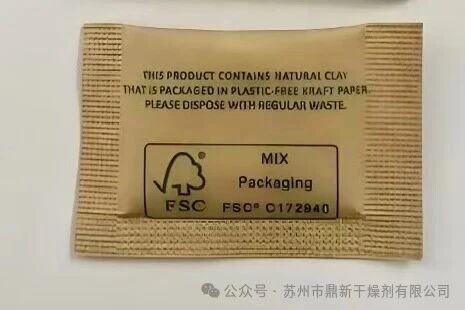 THIS PRODUCT CONTAINS NATURAL CLAY
THAT IS PACKAGED IN PLASTIC-FREE KRAFT PAPER.
PLEASE DISPOSE WITH REGULAR WASTE.
FSC
MIX
Packaging
FSC® C172940
公众号 · 苏州市鼎新干燥剂有限公司